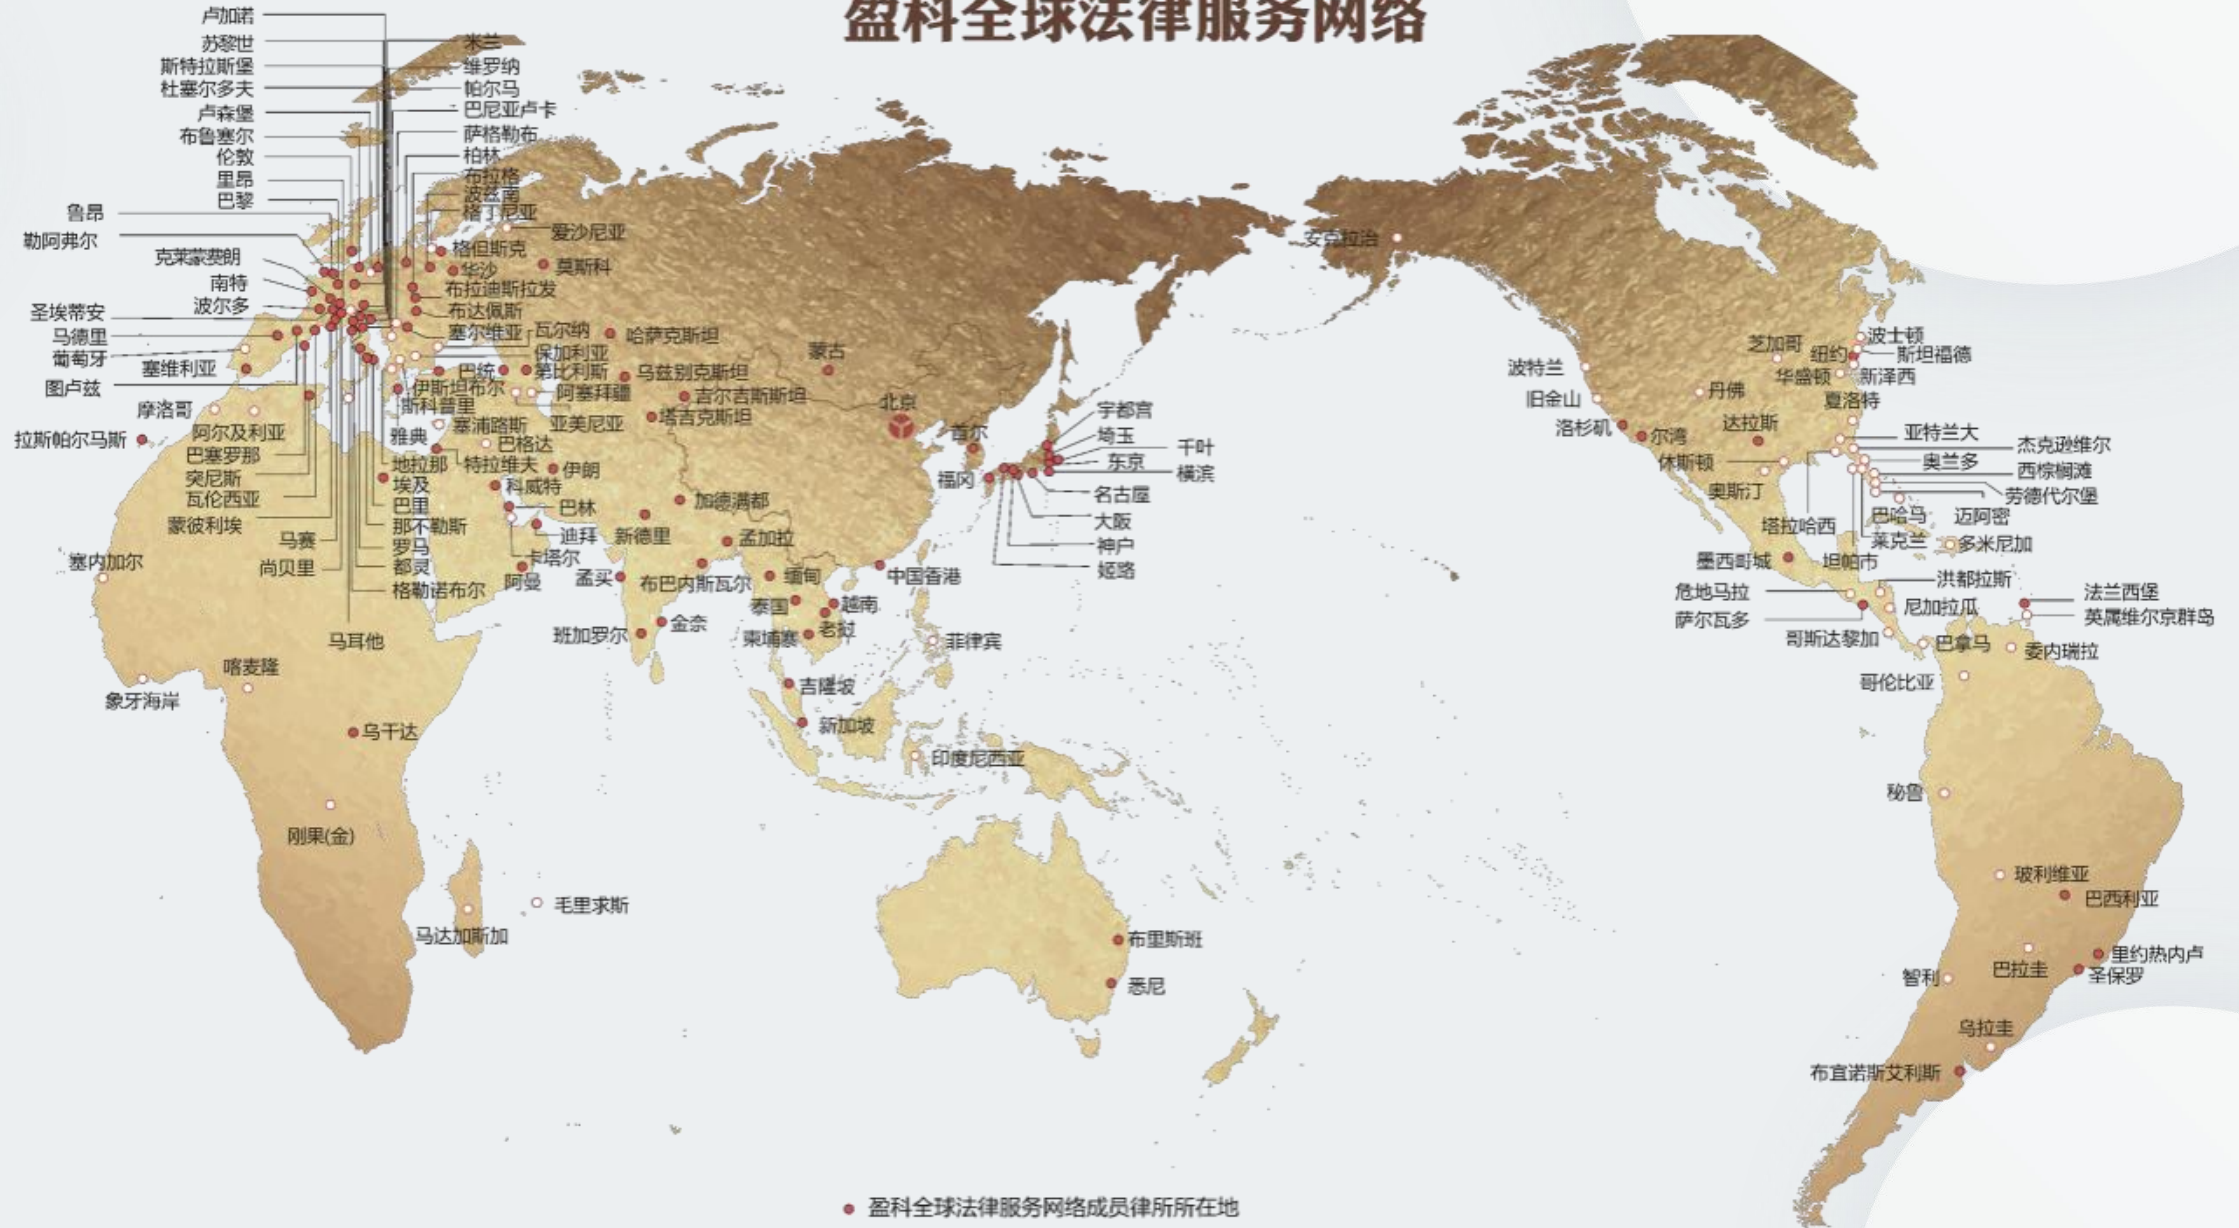 盈科全球法律服务网络
卢加诺
苏黎世
斯特拉斯堡
杜塞尔多夫
卢森堡
布鲁塞尔
伦敦
里昂
巴黎
鲁昂
勒阿弗尔
克莱蒙费朗
南特
波尔多
圣埃蒂安
马德里
葡萄牙
塞维利亚
图卢兹
摩洛哥
拉斯帕尔马斯
阿尔及利亚
巴塞罗那
突尼斯
瓦伦西亚
蒙彼利埃
马赛
尚贝里
米兰
维罗纳
帕尔马
巴尼亚卢卡
萨格勒布
柏林
布拉格
波兹南
格丁尼亚
爱沙尼亚
格但斯克
华沙
莫斯科
布拉迪斯拉发
布达佩斯
塞尔维亚
瓦尔纳
保加利亚
巴统
第比利斯
伊斯坦布尔
阿塞拜疆
斯科普里
塞浦路斯
亚美尼亚
雅典
巴格达
地拉那
特拉维夫
伊朗
埃及
科威特
巴里
巴林
那不勒斯
迪拜
罗马
卡塔尔
都灵
阿曼
格勒诺布尔
马耳他
哈萨克斯坦
乌兹别克斯坦
吉尔吉斯斯坦
塔吉克斯坦
蒙古
北京
首尔
福冈
宇都宫
埼玉
千叶
东京
横滨
名古屋
大阪
神户
姬路
加德满都
新德里
孟加拉
孟买
布巴内斯瓦尔
缅甸
中国香港
泰国
越南
老挝
柬埔寨
金奈
班加罗尔
菲律宾
吉隆坡
新加坡
印度尼西亚
塞内加尔
喀麦隆
象牙海岸
乌干达
刚果(金)
马达加斯加
毛里求斯
布里斯班
悉尼
安克拉治
波特兰
旧金山
洛杉矶
尔湾
丹佛
达拉斯
休斯顿
奥斯汀
芝加哥
纽约
波士顿
斯坦福德
华盛顿
新泽西
夏洛特
亚特兰大
杰克逊维尔
奥兰多
西棕榈滩
劳德代尔堡
迈阿密
巴哈马
塔拉哈西
莱克兰
坦帕市
多米尼加
墨西哥城
洪都拉斯
危地马拉
尼加拉瓜
萨尔瓦多
哥斯达黎加
巴拿马
法兰西堡
英属维尔京群岛
委内瑞拉
哥伦比亚
秘鲁
玻利维亚
巴西利亚
里约热内卢
圣保罗
巴拉圭
智利
乌拉圭
布宜诺斯艾利斯
盈科全球法律服务网络成员律所所在地